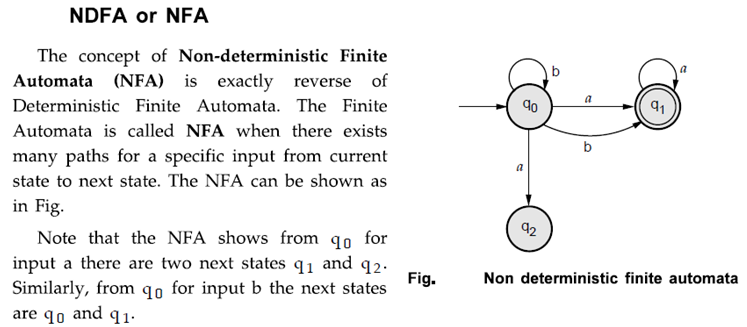 NDFA or NFA
The concept of Non-deterministic Finite
Automata (NFA) is exactly reverse of
Deterministic Finite Automata. The Finite
Automata is called NFA when there exists
many paths for a specific input from current
state to next state. The NFA can be shown as
in Fig.
Note that the NFA shows from q0 for
input a there are two next states q1 and q2.
Similarly, from q0 for input b the next states
are q0 and q1.
b
a
q0
a
q1
b
a
q2
Fig. Non deterministic finite automata